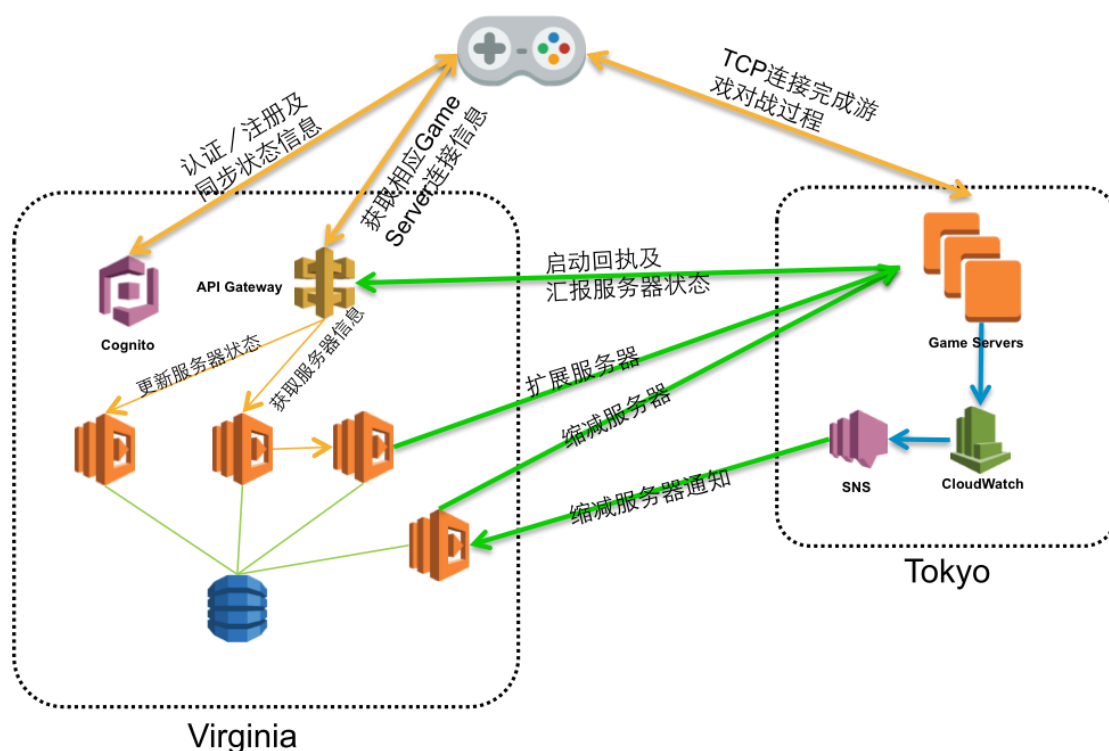 TCP连接完成游
戏对战过程
认证／注册及
同步状态信息
获取相应Game
Server连接信息
API Gateway
Cognito
启动回执及
汇报服务器状态
Game Servers
更新服务器状态
获取服务器信息
扩展服务器
缩减服务器
缩减服务器通知
SNS
CloudWatch
Tokyo
Virginia